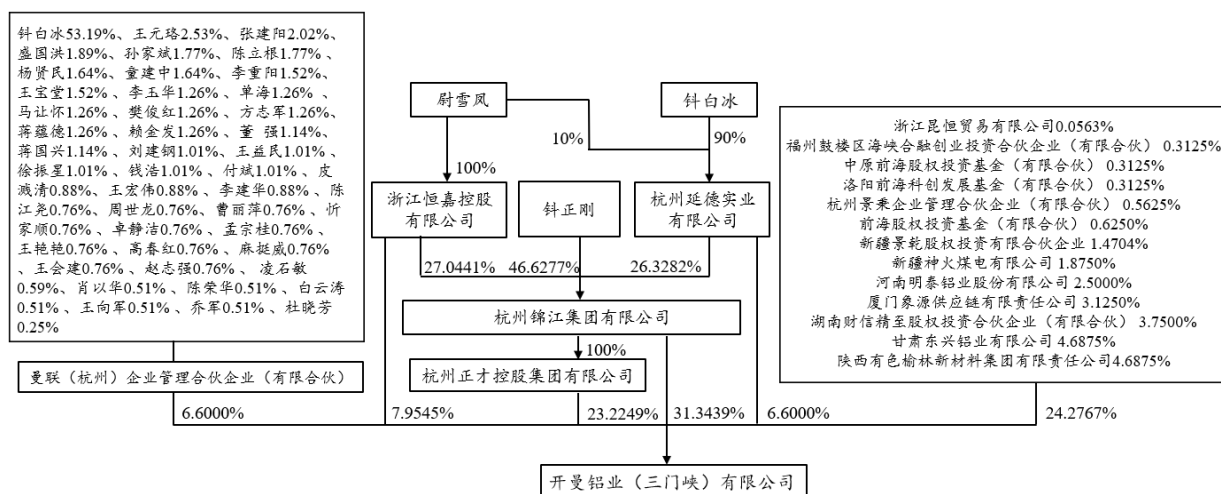 钭白冰53.19%、王元珞2.53%、张建阳2.02%、
盛国洪1.89%、孙家斌1.77%、陈立根1.77%、
杨贤民1.64%、童建中1.64%、李重阳1.52%、
王宝堂1.52%、李玉华1.26%、单海1.26%、
马让怀1.26%、樊俊红1.26%、方志军1.26%、
蒋蕴德1.26%、赖金发1.26%、董 强1.14%、
蒋国兴1.14%、刘建钢1.01%、王益民1.01%、
徐振星1.01%、钱浩1.01%、付斌1.01%、皮
溅清0.88%、王宏伟0.88%、李建华0.88%、陈
江尧0.76%、周世龙0.76%、曹丽萍0.76%、忻
家顺0.76%、卓静洁0.76%、孟宗桂0.76%、
王艳艳0.76%、高春红0.76%、麻挺威0.76%
、王会建0.76%、赵志强0.76%、凌石敏
0.59%、肖以华0.51%、陈荣华0.51%、白云涛
0.51%、王向军0.51%、乔军0.51%、杜晓芳
0.25%
曼联（杭州）企业管理合伙企业（有限合伙）
6.6000%
尉雪凤
钭白冰
100%
10%
90%
浙江恒嘉控股
有限公司
钭正刚
杭州延德实业
有限公司
27.0441%
46.6277%
26.3282%
杭州锦江集团有限公司
100%
杭州正才控股集团有限公司
7.9545%
23.2249%
31.3439%
6.6000%
浙江昆恒贸易有限公司0.0563%
福州鼓楼区海峡合融创业投资合伙企业（有限合伙） 0.3125%
中原前海股权投资基金（有限合伙） 0.3125%
洛阳前海科创发展基金（有限合伙） 0.3125%
杭州景秉企业管理合伙企业（有限合伙） 0.5625%
前海股权投资基金（有限合伙） 0.6250%
新疆景乾股权投资有限合伙企业 1.4704%
新疆神火煤电有限公司 1.8750%
河南明泰铝业股份有限公司 2.5000%
厦门象源供应链有限责任公司 3.1250%
湖南财信精至股权投资合伙企业（有限合伙） 3.7500%
甘肃东兴铝业有限公司 4.6875%
陕西有色榆林新材料集团有限责任公司4.6875%
24.2767%
开曼铝业（三门峡）有限公司